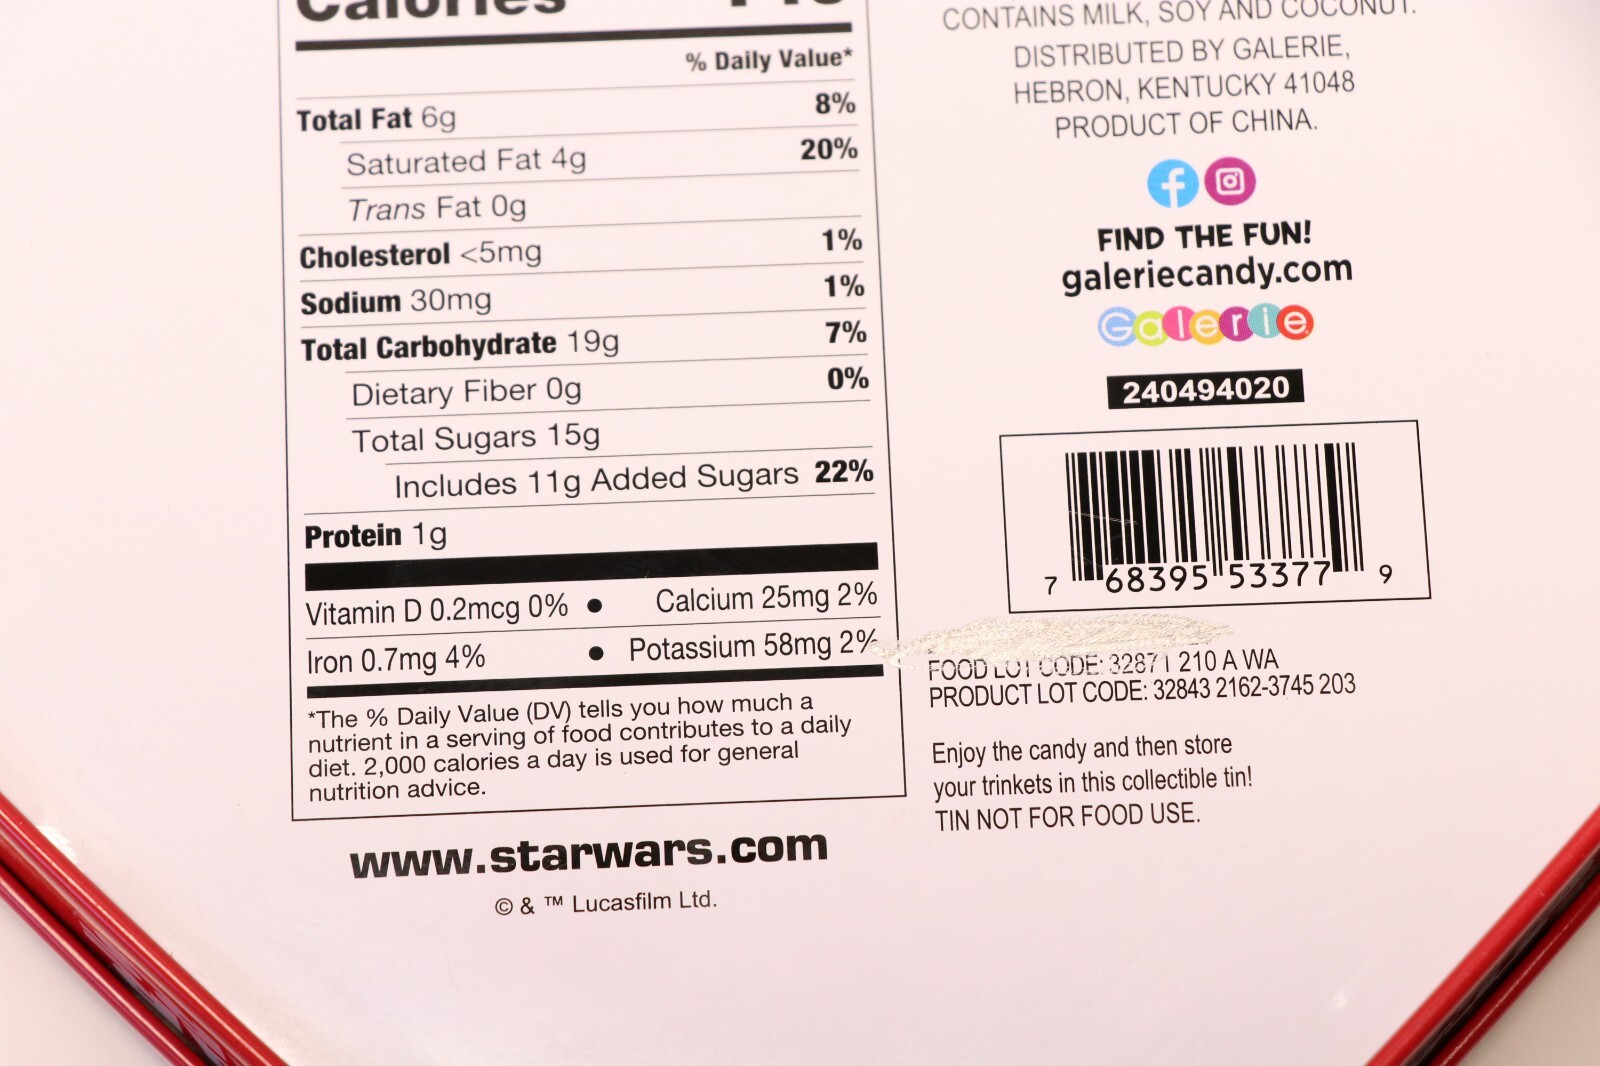 Calories
% Daily Value*
Total Fat 6g 8%
Saturated Fat 4g 20%
Trans Fat 0g
Cholesterol <5mg 1%
Sodium 30mg 1%
Total Carbohydrate 19g 7%
Dietary Fiber 0g 0%
Total Sugars 15g
Includes 11g Added Sugars 22%
Protein 1g
Vitamin D 0.2mcg 0% ● Calcium 25mg 2%
Iron 0.7mg 4% ● Potassium 58mg 2%
*The % Daily Value (DV) tells you how much a
nutrient in a serving of food contributes to a daily
diet. 2,000 calories a day is used for general
nutrition advice.
www.starwars.com
© & ™ Lucasfilm Ltd.
CONTAINS MILK, SOY AND COCONUT.
DISTRIBUTED BY GALERIE,
HEBRON, KENTUCKY 41048
PRODUCT OF CHINA.
FIND THE FUN!
galeriecandy.com
Galerie
240494020
7 68395 53377 9
FOOD LOT CODE: 32871 210 A WA
PRODUCT LOT CODE: 32843 2162-3745 203
Enjoy the candy and then store
your trinkets in this collectible tin!
TIN NOT FOR FOOD USE.